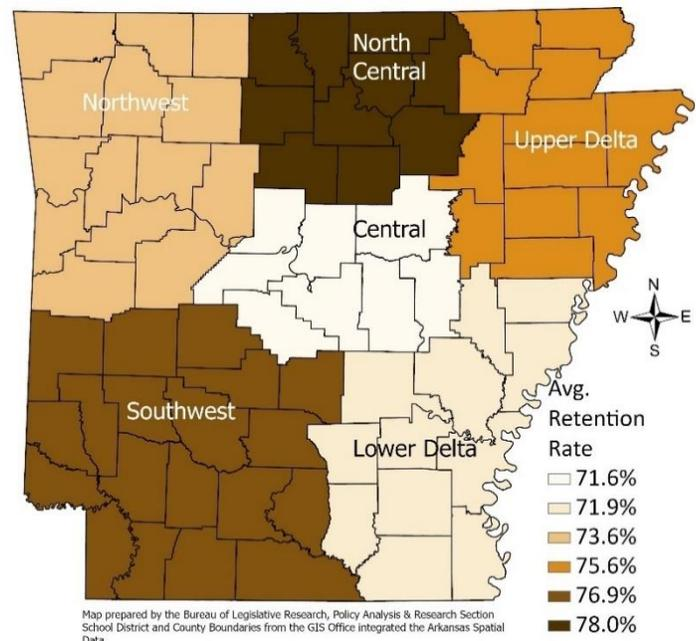 North
Central
Northwest
Upper Delta
Central
N
W E
S
Southwest
Lower Delta
Avg.
Retention
Rate
71.6%
71.9%
73.6%
75.6%
76.9%
78.0%
Map prepared by the Bureau of Legislative Research, Policy Analysis & Research Section
School District and County Boundaries from the GIS Office integrated the Arkansas Spatial
Data